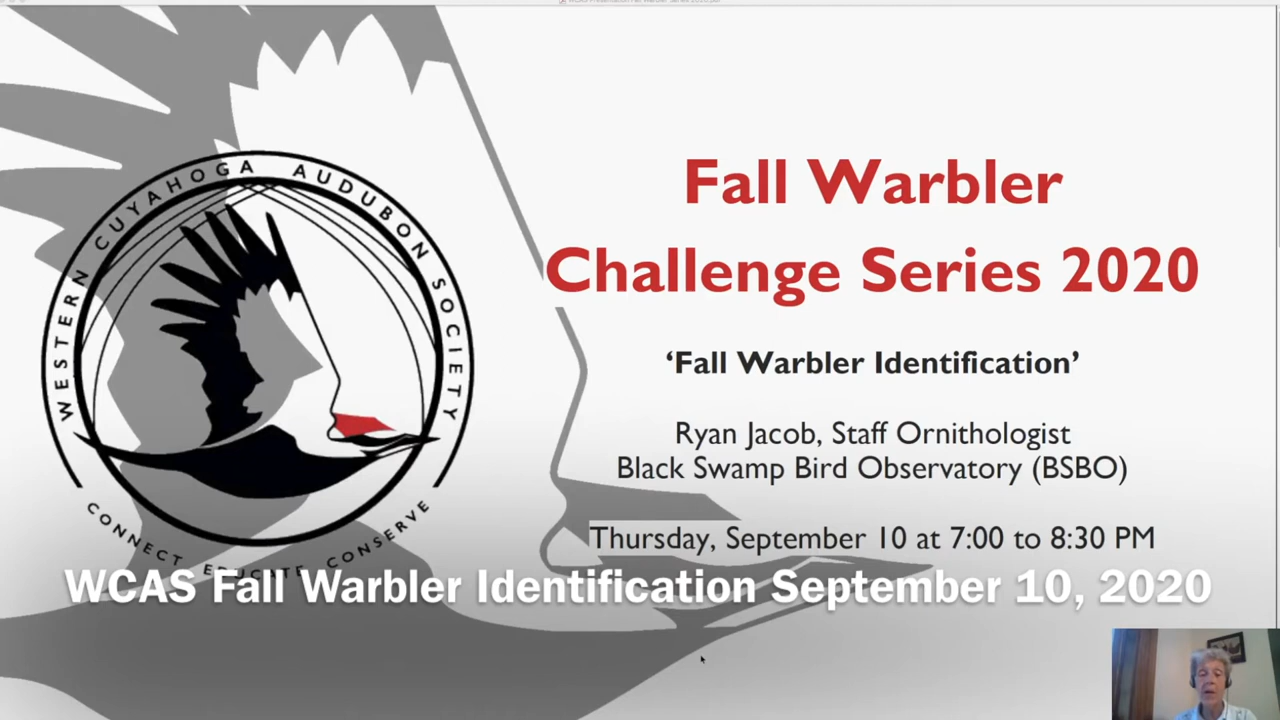 WESTERN CUYAHOGA AUDUBON SOCIETY
CONNECT EDUCATE CONSERVE
Fall Warbler
Challenge Series 2020
‘Fall Warbler Identification’
Ryan Jacob, Staff Ornithologist
Black Swamp Bird Observatory (BSBO)
Thursday, September 10 at 7:00 to 8:30 PM
WCAS Fall Warbler Identification September 10, 2020